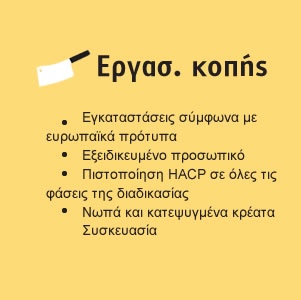 Εργασ. κοπής
• Εγκαταστάσεις σύμφωνα με
ευρωπαϊκά πρότυπα
• Εξειδικευμένο προσωπικό
• Πιστοποίηση HACP σε όλες τις
φάσεις της διαδικασίας
• Νωπά και κατεψυγμένα κρέατα
Συσκευασία